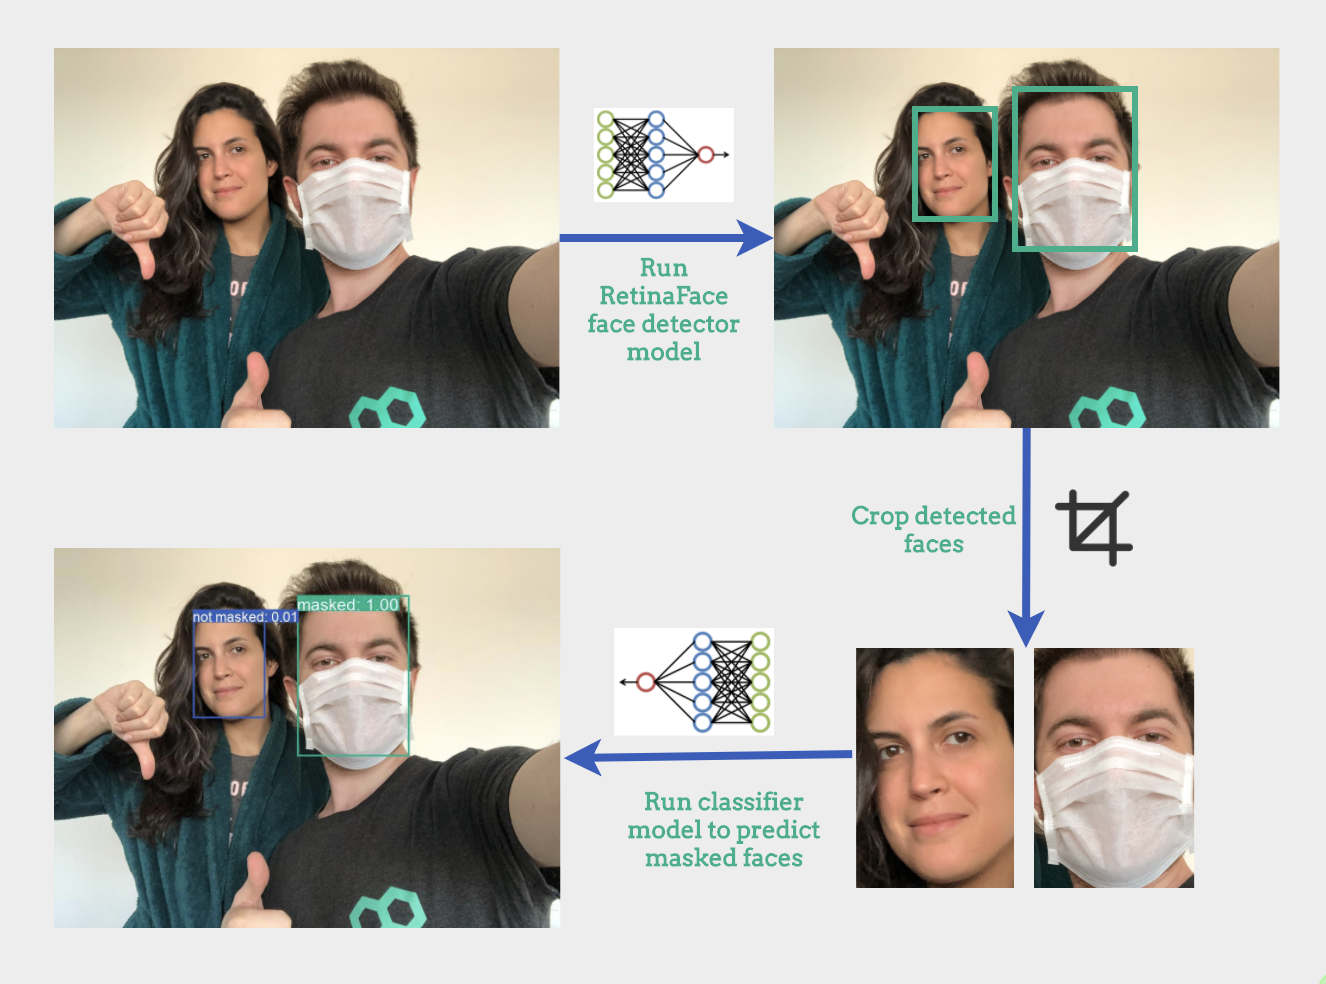 Run
RetinaFace
face detector
model
Crop detected
faces
not masked: 0.01
masked: 1.00
Run classifier
model to predict
masked faces